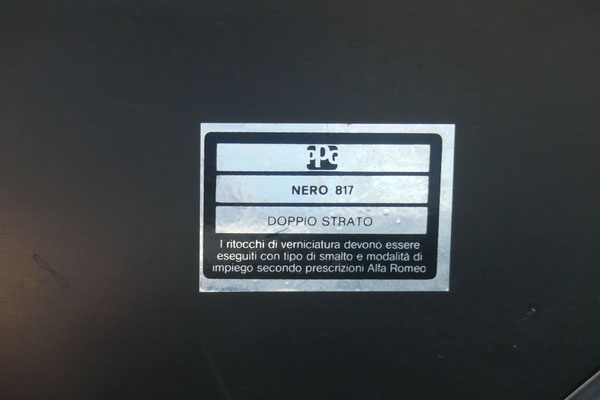 PPG
NERO 817
DOPPIO STRATO
I ritocchi di verniciatura devono essere
eseguiti con tipo di smalto e modalità di
impiego secondo prescrizioni Alfa Romeo